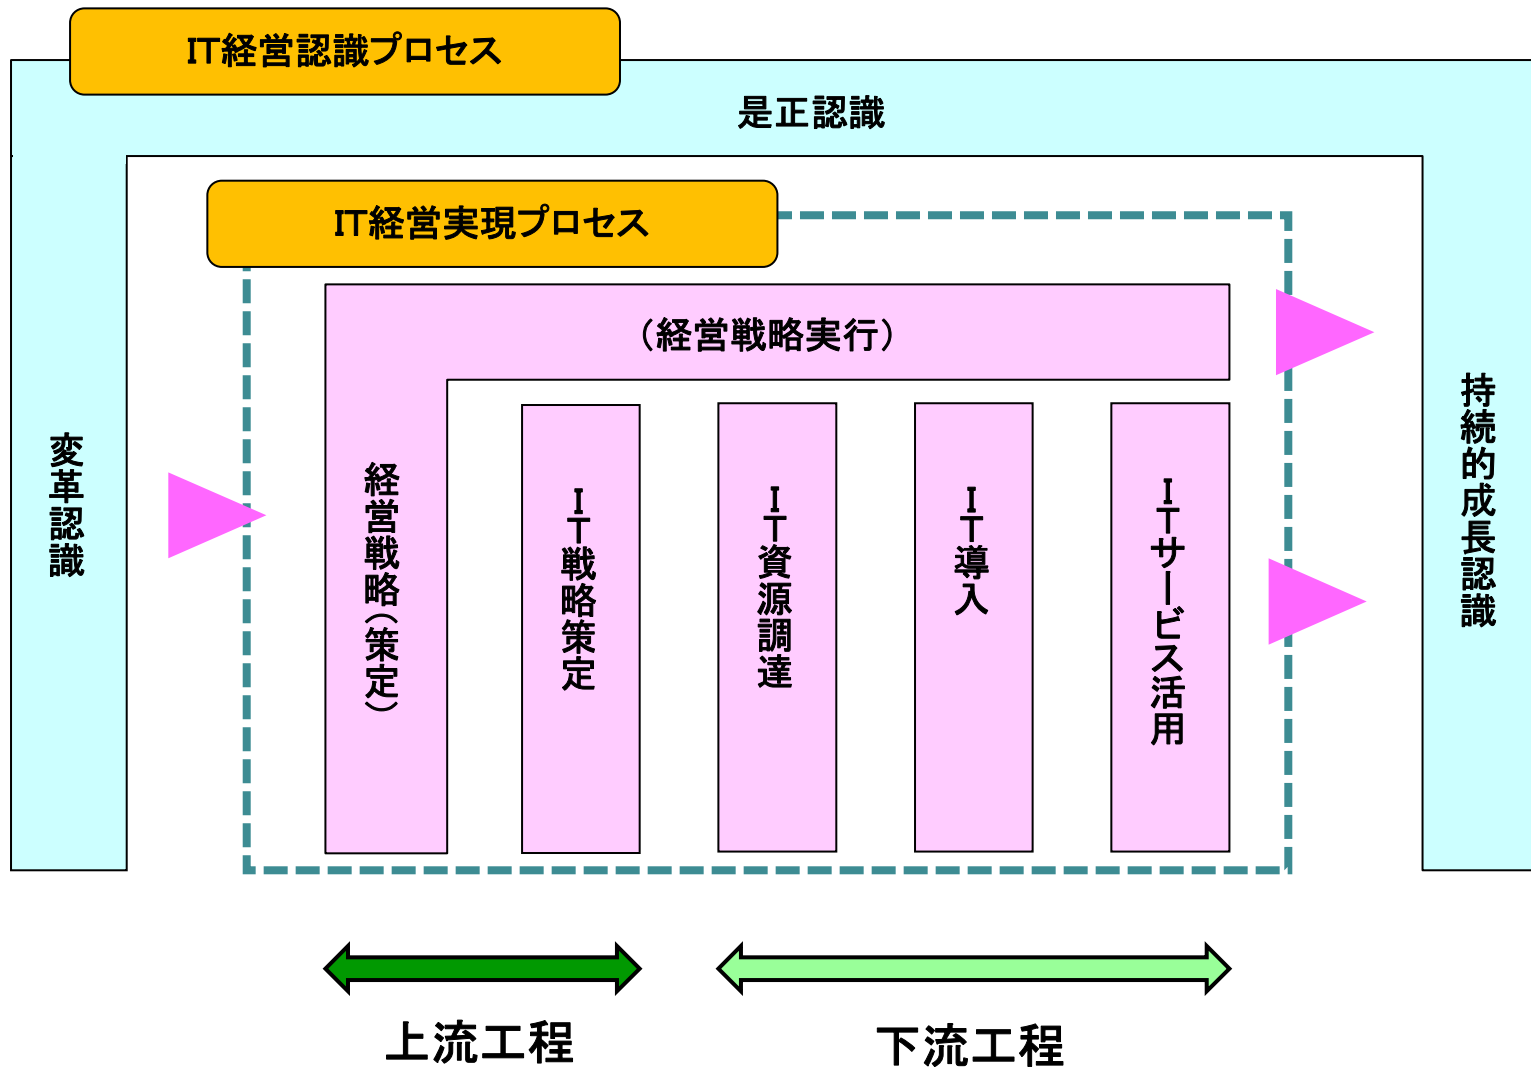 IT経営認識プロセス
是正認識
IT経営実現プロセス
（経営戦略実行）
変革認識
経営戦略（策定）
IT戦略策定
IT資源調達
IT導入
ITサービス活用
持続的成長認識
上流工程
下流工程